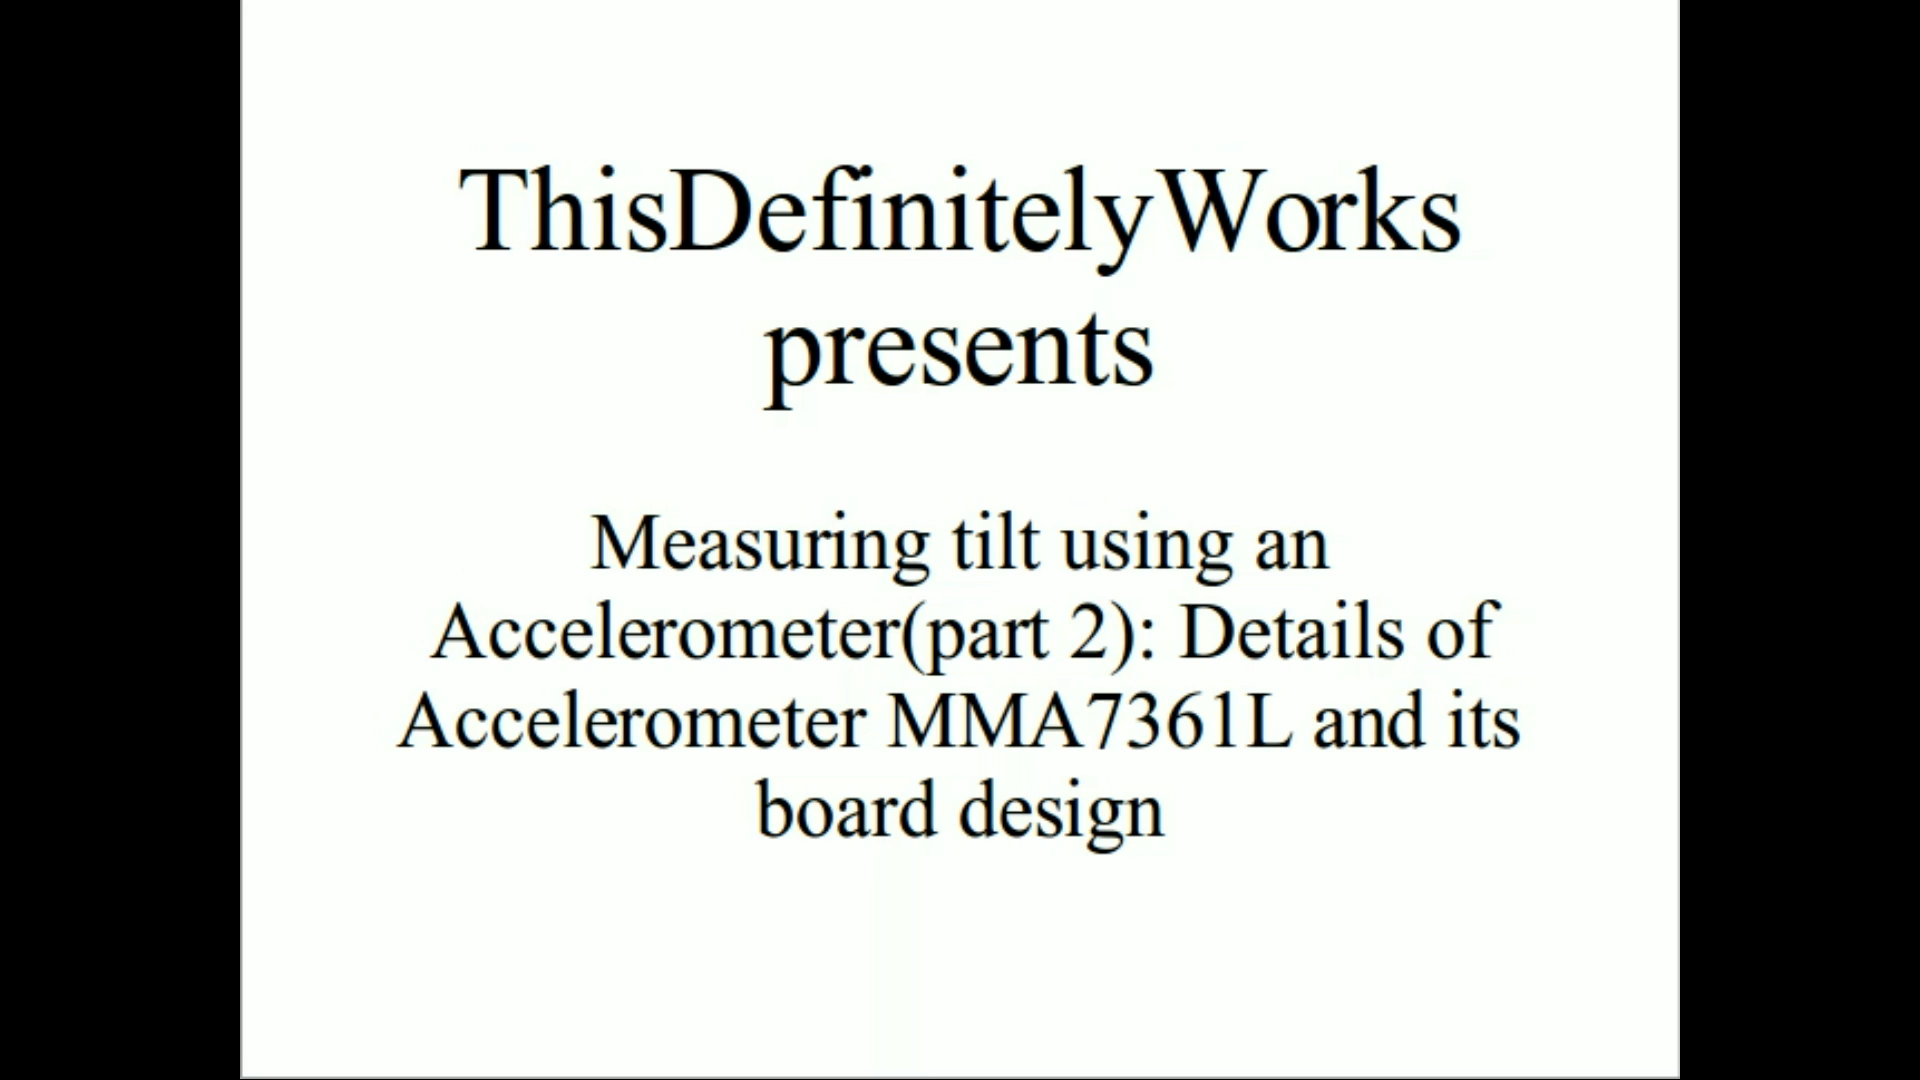 ThisDefinitelyWorks
presents
Measuring tilt using an
Accelerometer(part 2): Details of
Accelerometer MMA7361L and its
board design